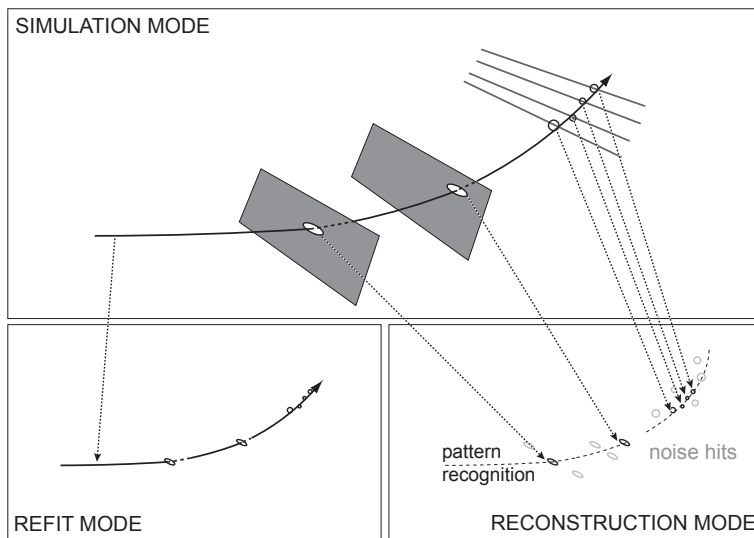 SIMULATION MODE
pattern
recognition
noise hits
REFIT MODE
RECONSTRUCTION MODE